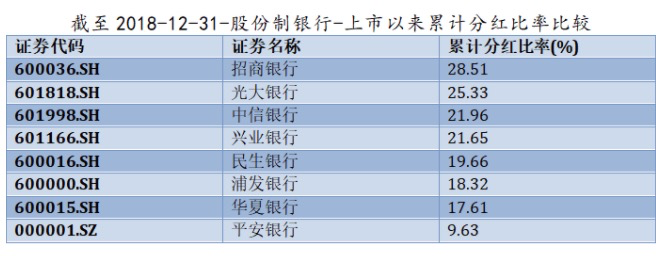 截至 2018-12-31-股份制银行-上市以来累计分红比率比较
证券代码 证券名称 累计分红比率(%)
600036.SH 招商银行 28.51
601818.SH 光大银行 25.33
601998.SH 中信银行 21.96
601166.SH 兴业银行 21.65
600016.SH 民生银行 19.66
600000.SH 浦发银行 18.32
600015.SH 华夏银行 17.61
000001.SZ 平安银行 9.63